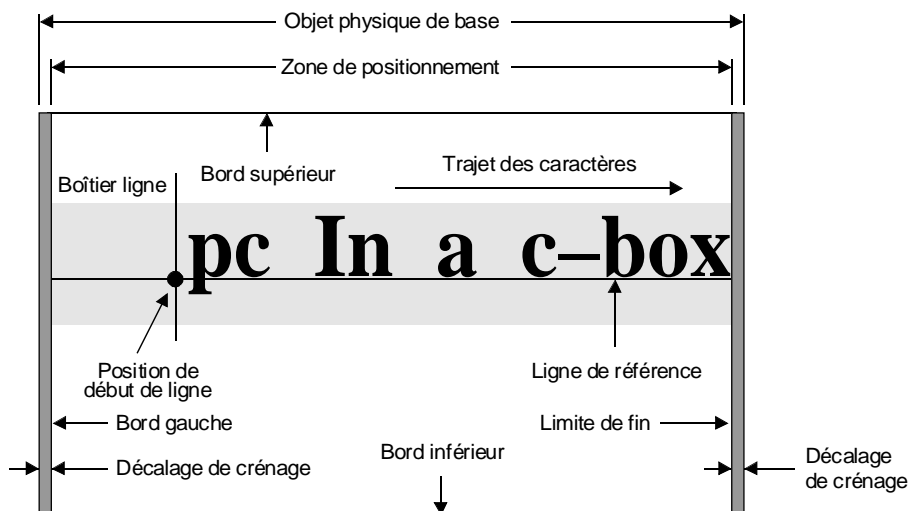 Objet physique de base
Zone de positionnement
Bord supérieur
Trajet des caractères
Boîtier ligne
pc In a c–box
Position de
début de ligne
Ligne de référence
Bord gauche
Limite de fin
Bord inférieur
Décalage de crénage
Décalage
de crénage